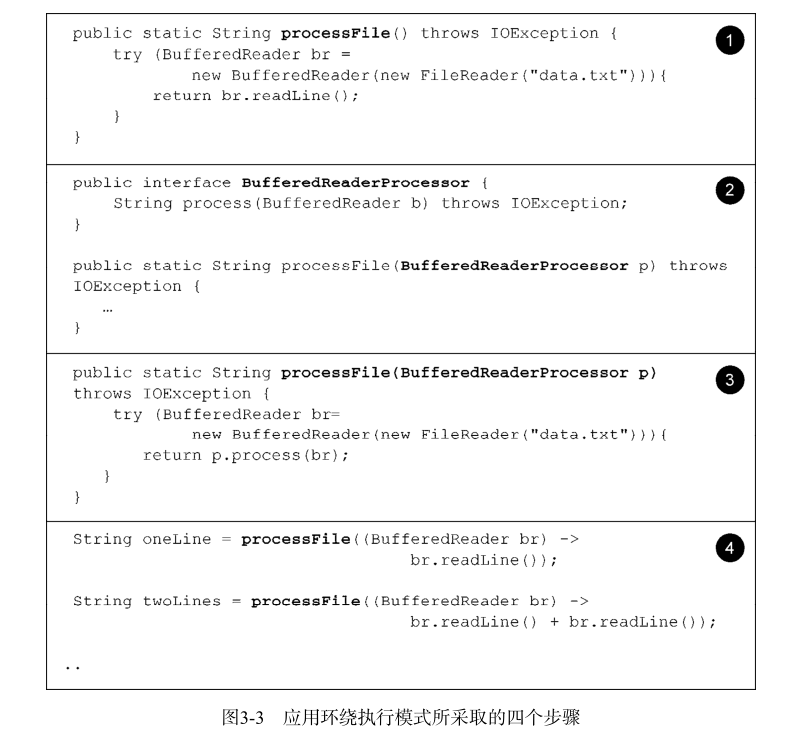 public static String processFile() throws IOException {
1
    try (BufferedReader br =
            new BufferedReader(new FileReader("data.txt"))){
        return br.readLine();
    }
}
public interface BufferedReaderProcessor {
2
    String process(BufferedReader b) throws IOException;
}
public static String processFile(BufferedReaderProcessor p) throws
IOException {
   …
}
public static String processFile(BufferedReaderProcessor p)
3
throws IOException {
    try (BufferedReader br=
            new BufferedReader(new FileReader("data.txt"))){
       return p.process(br);
   }
}
String oneLine = processFile((BufferedReader br) ->
4
                                  br.readLine());
String twoLines = processFile((BufferedReader br) ->
                                  br.readLine() + br.readLine());
..
图3-3 应用环绕执行模式所采取的四个步骤